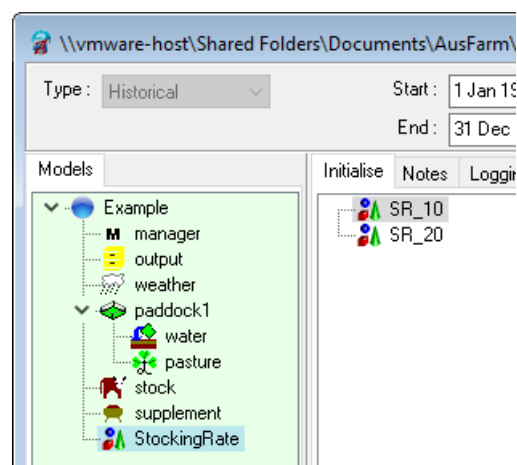 \\vmware-host\Shared Folders\Documents\AusFarm\
Type : Historical
Start : 1 Jan 19
End : 31 Dec
Models
Initialise Notes Loggin
Example
M manager
output
weather
paddock1
water
pasture
stock
supplement
StockingRate
SR_10
SR_20